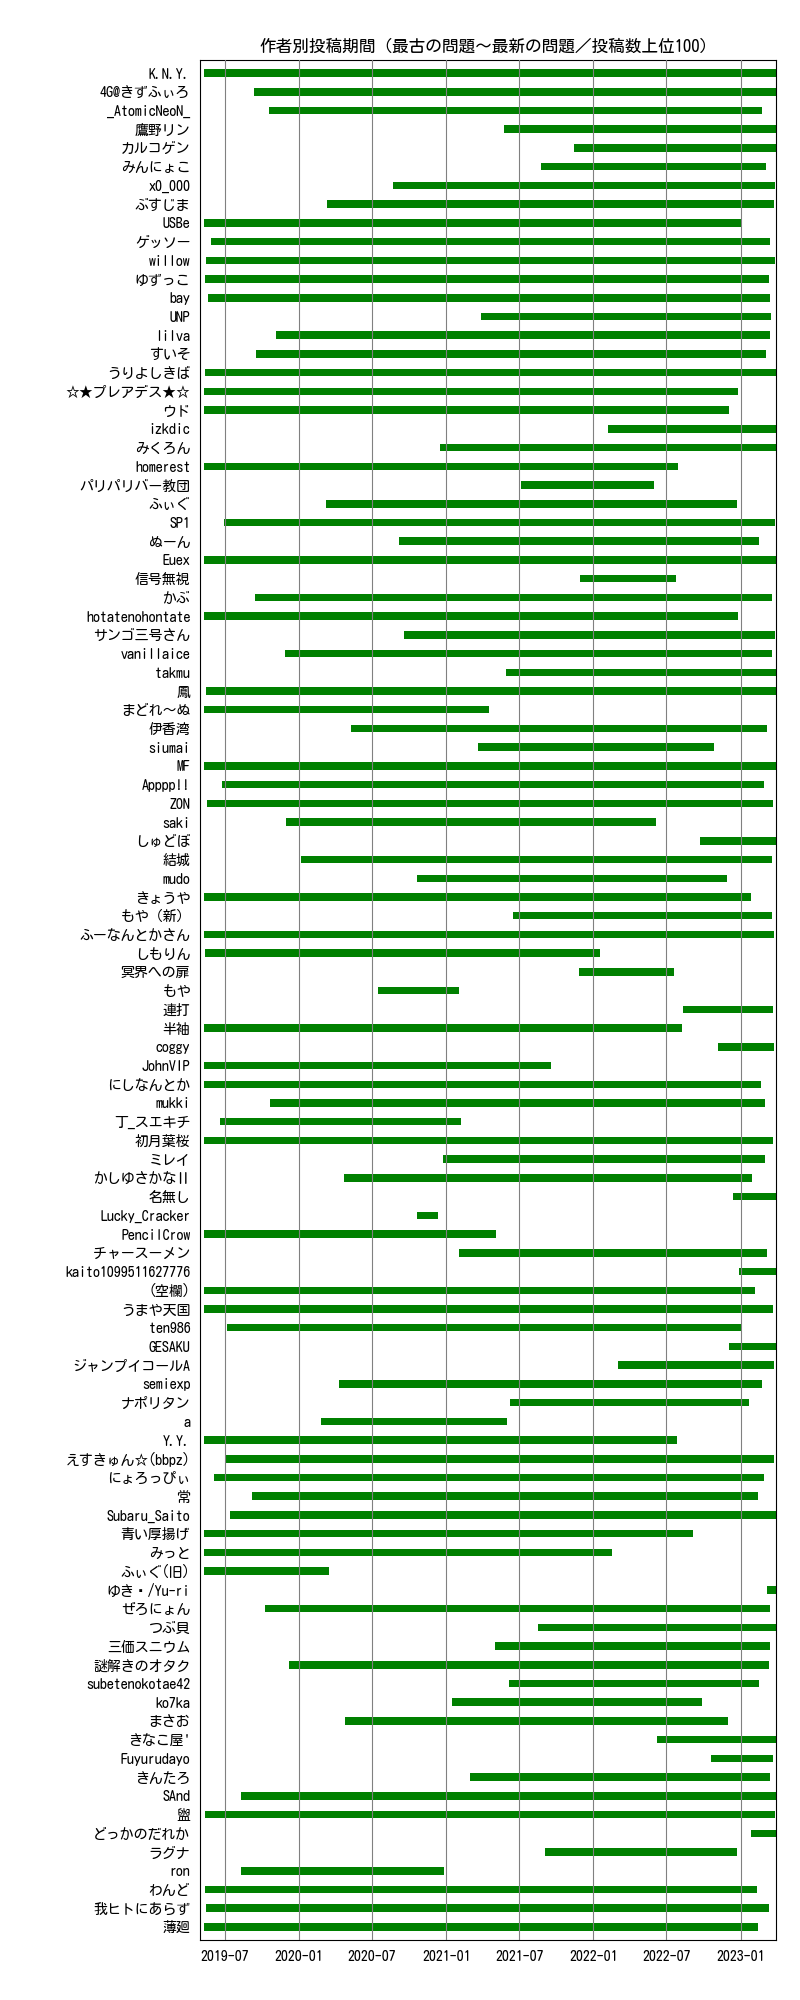 作者別投稿期間（最古の問題～最新の問題／投稿数上位100）
K.N.Y.
4G@きずふぃろ
_AtomicNeoN_
鷹野リン
カルコゲン
みんにょこ
x0_000
ぶすじま
USBe
ゲッソー
willow
ゆずっこ
bay
UNP
lilva
すいそ
うりよしきば
☆★プレアデス★☆
ウド
izkdic
みくろん
homerest
パリパリバー教団
ふぃぐ
SP1
ぬーん
Euex
信号無視
かぶ
hotatenohontate
サンゴ三号さん
vanillaice
takmu
鳳
まどれ～ぬ
伊香湾
siumai
MF
Appppll
ZON
saki
しゅどぼ
結城
mudo
きょうや
もや（新）
ふーなんとかさん
しもりん
冥界への扉
もや
連打
半袖
coggy
JohnVIP
にしなんとか
mukki
丁_スエキチ
初月葉桜
ミレイ
かしゆさかなII
名無し
Lucky_Cracker
PencilCrow
チャースーメン
kaito1099511627776
(空欄)
うまや天国
ten986
GESAKU
ジャンプイコールA
semiexp
ナポリタン
a
Y.Y.
えすきゅん☆(bbpz)
にょろっぴぃ
常
Subaru_Saito
青い厚揚げ
みっと
ふぃぐ(旧)
ゆき・/Yu-ri
ぜろにょん
つぶ貝
三価スニウム
謎解きのオタク
subetenokotae42
ko7ka
まさお
きなこ屋'
Fuyurudayo
きんたろ
SAnd
盥
どっかのだれか
ラグナ
ron
わんど
我ヒトにあらず
薄廻
2019-07 2020-01 2020-07 2021-01 2021-07 2022-01 2022-07 2023-01